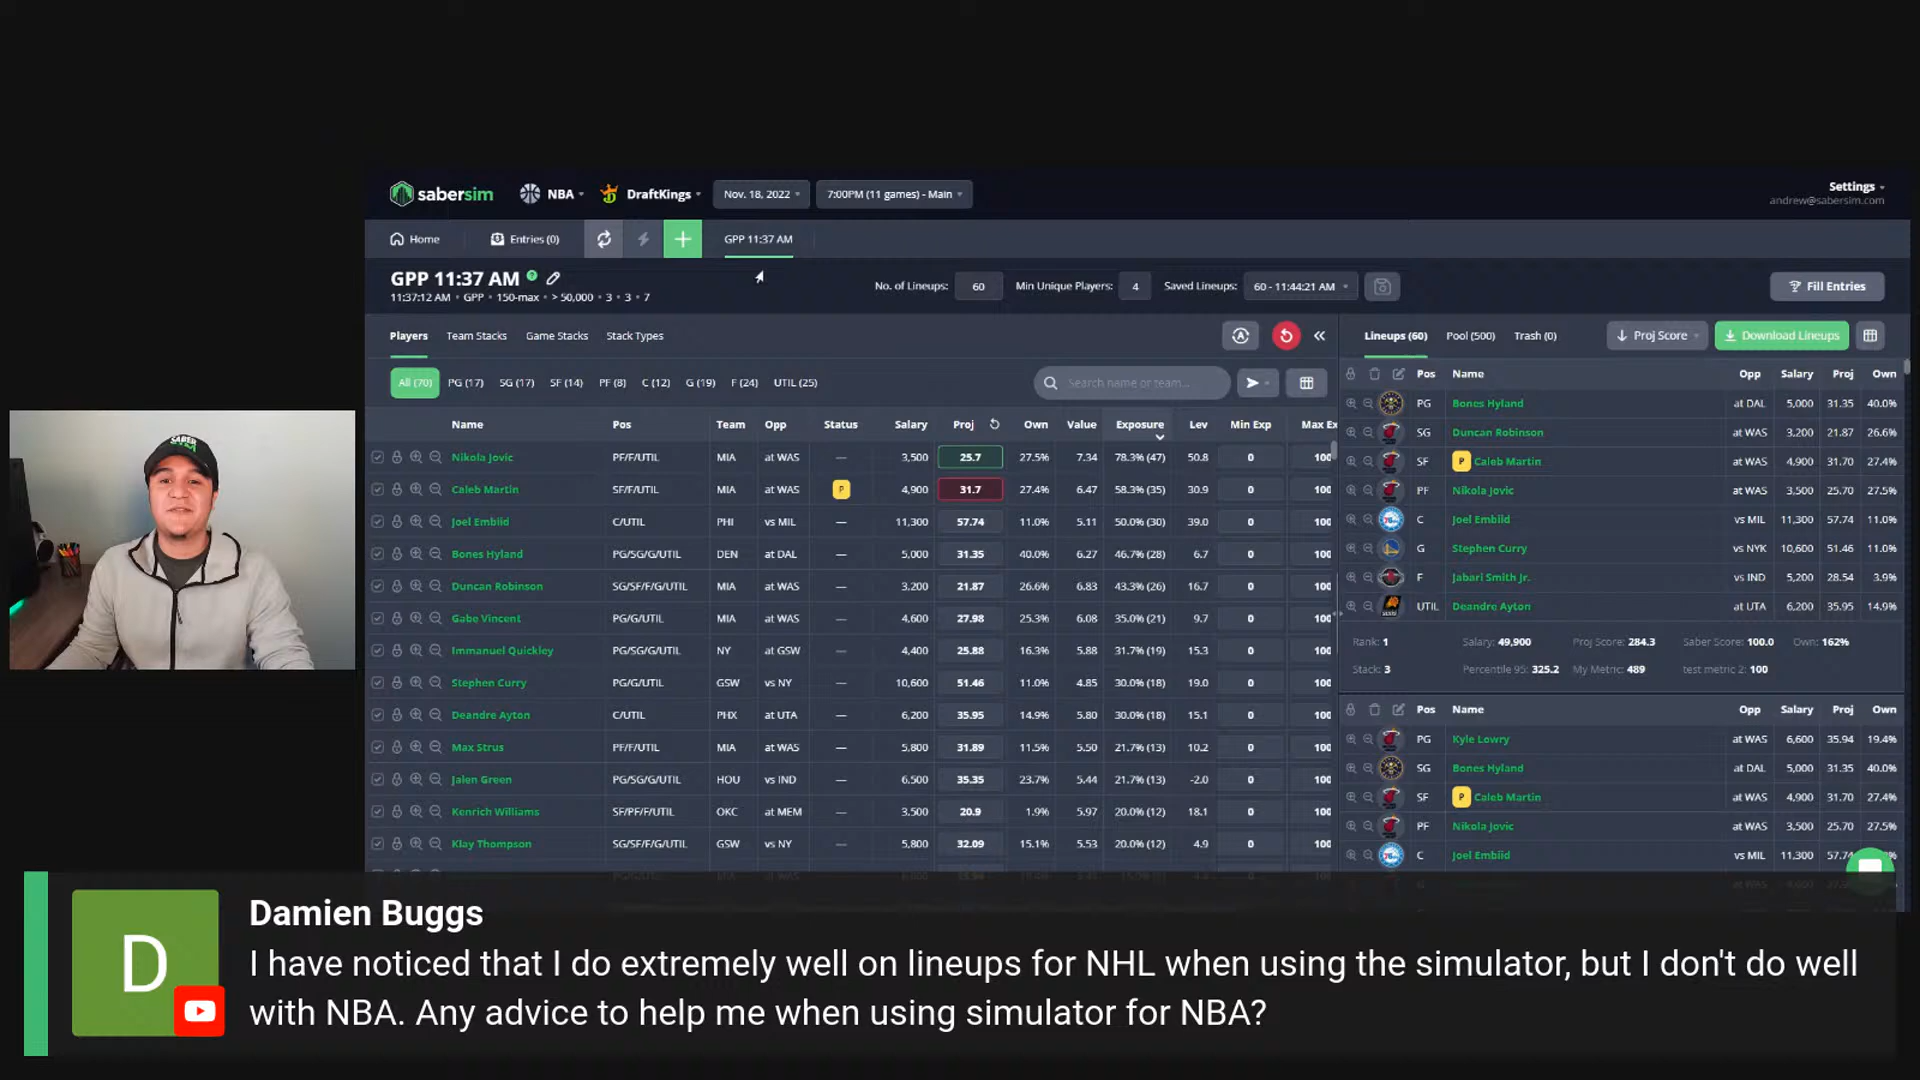 sabersim NBA DraftKings Nov. 18, 2022 7:00PM (11 games) - Main Settings
andrew@sabersim.com
Home Entries (0) GPP 11:37 AM
GPP 11:37 AM
11:37:12 AM • GPP • 150-max • > 50,000 • 3 • 3 • 7
No. of Lineups: 60 Min Unique Players: 4 Saved Lineups: 60 - 11:44:21 AM Fill Entries
Players Team Stacks Game Stacks Stack Types
All (70) PG (17) SG (17) SF (14) PF (8) C (12) G (19) F (24) UTIL (25) Search name or team...
Name Pos Team Opp Status Salary Proj Own Value Exposure Lev Min Exp Max Ex
Nikola Jovic PF/F/UTIL MIA at WAS — 3,500 25.7 27.5% 7.34 78.3% (47) 50.8 0 100
Caleb Martin SF/F/UTIL MIA at WAS P 4,900 31.7 27.4% 6.47 58.3% (35) 30.9 0 100
Joel Embiid C/UTIL PHI vs MIL — 11,300 57.74 11.0% 5.11 50.0% (30) 39.0 0 100
Bones Hyland PG/SG/G/UTIL DEN at DAL — 5,000 31.35 40.0% 6.27 46.7% (28) 6.7 0 100
Duncan Robinson SG/SF/F/G/UTIL MIA at WAS — 3,200 21.87 26.6% 6.83 43.3% (26) 16.7 0 100
Gabe Vincent PG/G/UTIL MIA at WAS — 4,600 27.98 25.3% 6.08 35.0% (21) 9.7 0 100
Immanuel Quickley PG/SG/G/UTIL NY at GSW — 4,400 25.88 16.3% 5.88 31.7% (19) 15.3 0 100
Stephen Curry PG/G/UTIL GSW vs NY — 10,600 51.46 11.0% 4.85 30.0% (18) 19.0 0 100
Deandre Ayton C/UTIL PHX at UTA — 6,200 35.95 14.9% 5.80 30.0% (18) 15.1 0 100
Max Strus PF/F/UTIL MIA at WAS — 5,800 31.89 11.5% 5.50 21.7% (13) 10.2 0 100
Jalen Green PG/SG/G/UTIL HOU vs IND — 6,500 35.35 23.7% 5.44 21.7% (13) -2.0 0 100
Kenrich Williams SF/PF/F/UTIL OKC at MEM — 3,500 20.9 1.9% 5.97 20.0% (12) 18.1 0 100
Klay Thompson SG/SF/F/G/UTIL GSW vs NY — 5,800 32.09 15.1% 5.53 20.0% (12) 4.9 0 100
Lineups (60) Pool (500) Trash (0) Proj Score Download Lineups
Pos Name Opp Salary Proj Own
PG Bones Hyland at DAL 5,000 31.35 40.0%
SG Duncan Robinson at WAS 3,200 21.87 26.6%
SF P Caleb Martin at WAS 4,900 31.70 27.4%
PF Nikola Jovic at WAS 3,500 25.70 27.5%
C Joel Embiid vs MIL 11,300 57.74 11.0%
G Stephen Curry vs NYK 10,600 51.46 11.0%
F Jabari Smith Jr. vs IND 5,200 28.54 3.9%
UTIL Deandre Ayton at UTA 6,200 35.95 14.9%
Rank: 1 Salary: 49,900 Proj Score: 284.3 Saber Score: 100.0 Own: 162%
Stack: 3 Percentile 95: 325.2 My Metric: 489 test metric 2: 100
Pos Name Opp Salary Proj Own
PG Kyle Lowry at WAS 6,600 35.94 19.4%
SG Bones Hyland at DAL 5,000 31.35 40.0%
SF P Caleb Martin at WAS 4,900 31.70 27.4%
PF Nikola Jovic at WAS 3,500 25.70 27.5%
C Joel Embiid vs MIL 11,300 57.74
D
Damien Buggs
I have noticed that I do extremely well on lineups for NHL when using the simulator, but I don't do well
with NBA. Any advice to help me when using simulator for NBA?